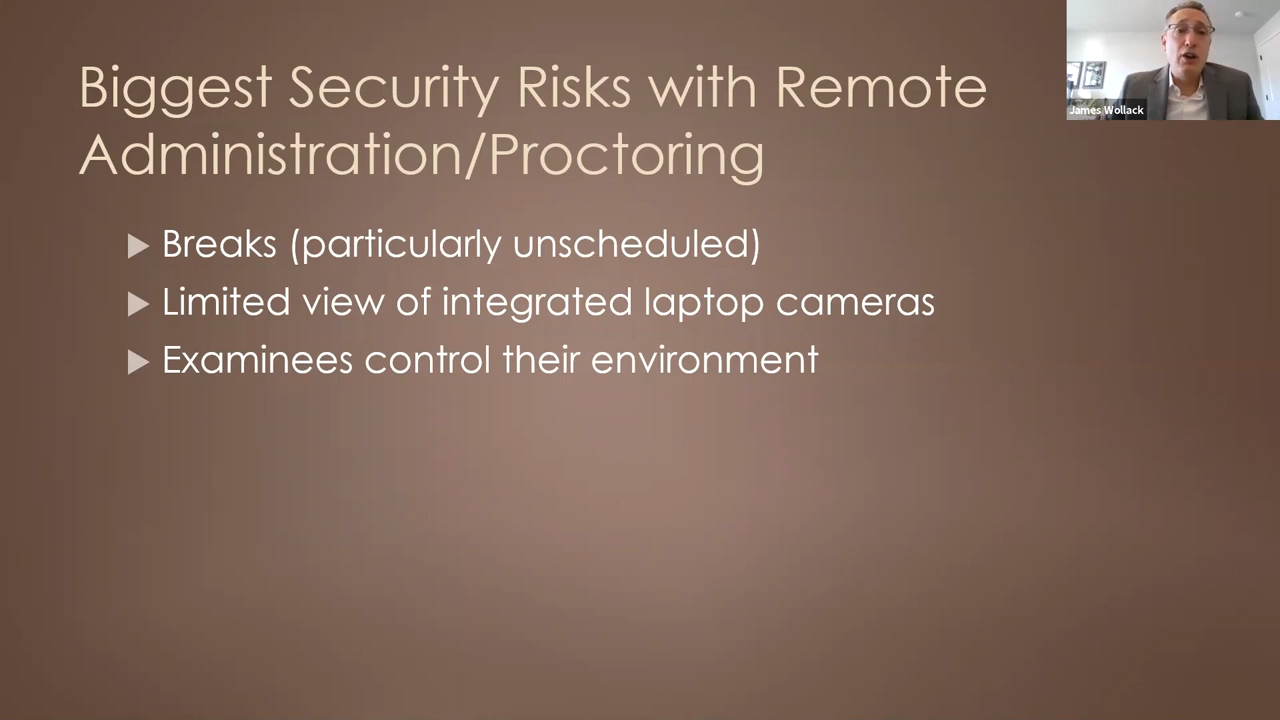 Biggest Security Risks with Remote
Administration/Proctoring
Breaks (particularly unscheduled)
Limited view of integrated laptop cameras
Examinees control their environment
James Wollack